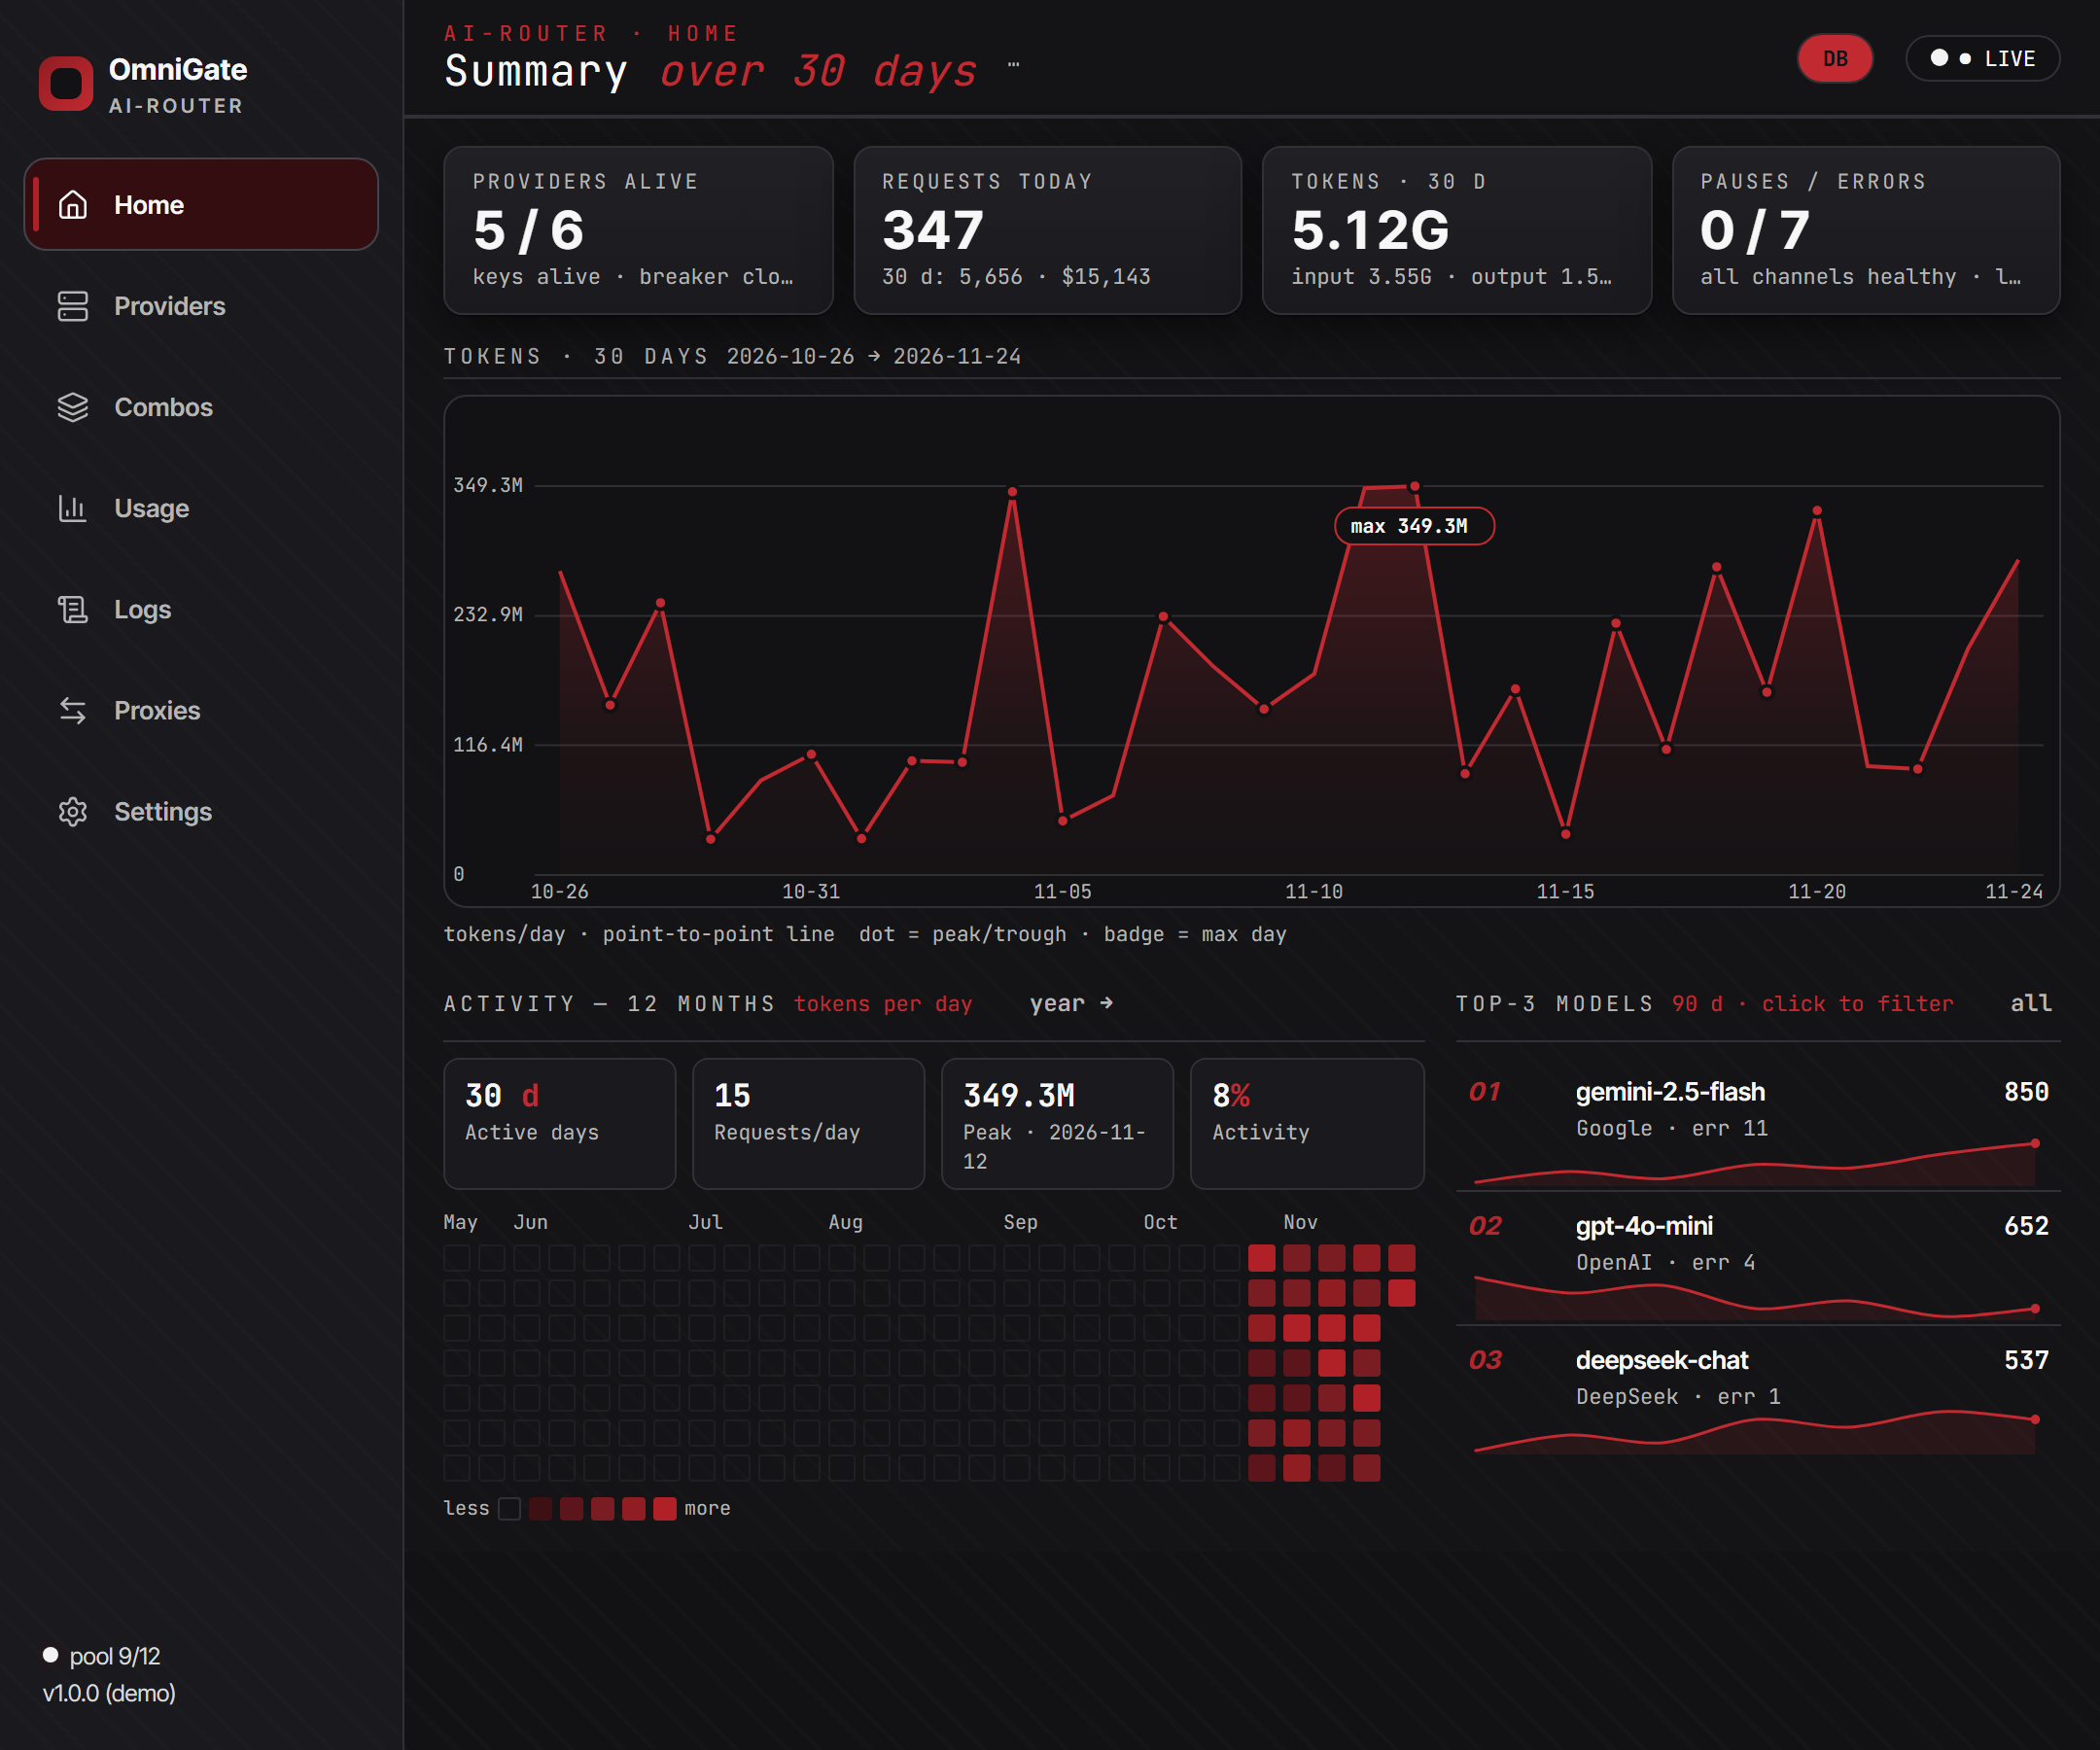 OmniGate
AI-ROUTER
Home
Providers
Combos
Usage
Logs
Proxies
Settings
pool 9/12
v1.0.0 (demo)
AI-ROUTER · HOME
Summary over 30 days …
DB
LIVE
PROVIDERS ALIVE
5 / 6
keys alive · breaker clo…
REQUESTS TODAY
347
30 d: 5,656 · $15,143
TOKENS · 30 D
5.12G
input 3.55G · output 1.5…
PAUSES / ERRORS
0 / 7
all channels healthy · l…
TOKENS · 30 DAYS 2026-10-26 → 2026-11-24
349.3M
max 349.3M
232.9M
116.4M
0
10-26 10-31 11-05 11-10 11-15 11-20 11-24
tokens/day · point-to-point line dot = peak/trough · badge = max day
ACTIVITY — 12 MONTHS tokens per day year →
30 d
Active days
15
Requests/day
349.3M
Peak · 2026-11-
12
8%
Activity
May Jun Jul Aug Sep Oct Nov
less more
TOP-3 MODELS 90 d · click to filter all
01 gemini-2.5-flash 850
Google · err 11
02 gpt-4o-mini 652
OpenAI · err 4
03 deepseek-chat 537
DeepSeek · err 1